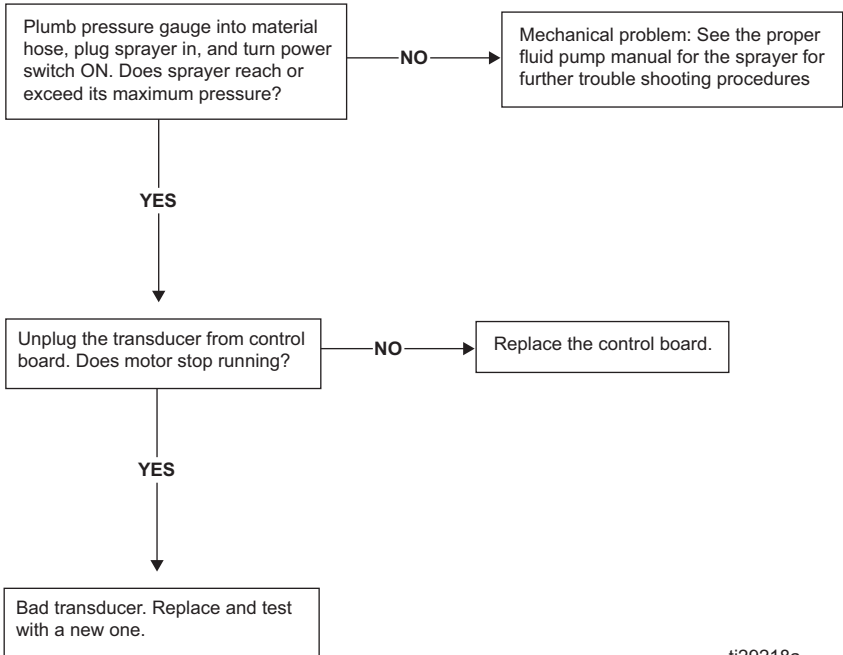 Plumb pressure gauge into material
hose, plug sprayer in, and turn power
switch ON. Does sprayer reach or
exceed its maximum pressure?
NO
Mechanical problem: See the proper
fluid pump manual for the sprayer for
further trouble shooting procedures
YES
Unplug the transducer from control
board. Does motor stop running?
NO
Replace the control board.
YES
Bad transducer. Replace and test
with a new one.